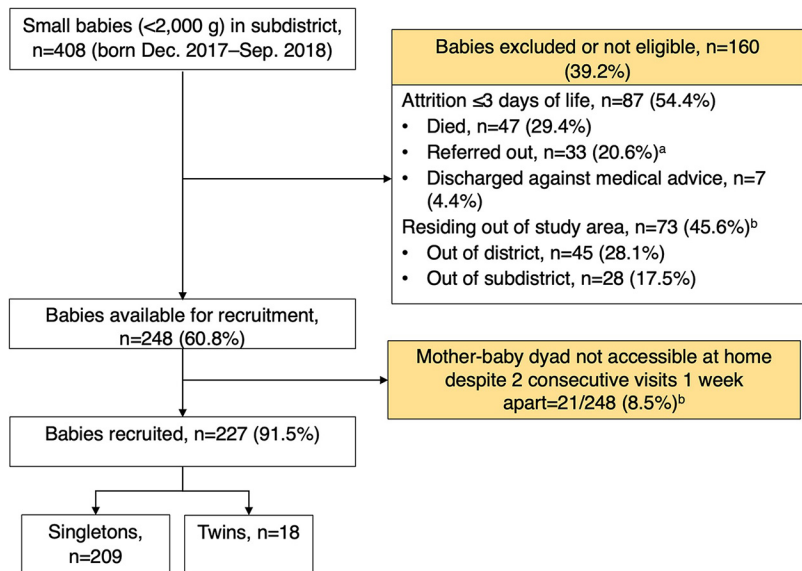 Small babies (<2,000 g) in subdistrict,
n=408 (born Dec. 2017–Sep. 2018)
Babies excluded or not eligible, n=160
(39.2%)
Attrition ≤3 days of life, n=87 (54.4%)
• Died, n=47 (29.4%)
• Referred out, n=33 (20.6%)ª
• Discharged against medical advice, n=7
(4.4%)
Residing out of study area, n=73 (45.6%)ᵇ
• Out of district, n=45 (28.1%)
• Out of subdistrict, n=28 (17.5%)
Babies available for recruitment,
n=248 (60.8%)
Mother-baby dyad not accessible at home
despite 2 consecutive visits 1 week
apart=21/248 (8.5%)ᵇ
Babies recruited, n=227 (91.5%)
Singletons,
n=209
Twins, n=18